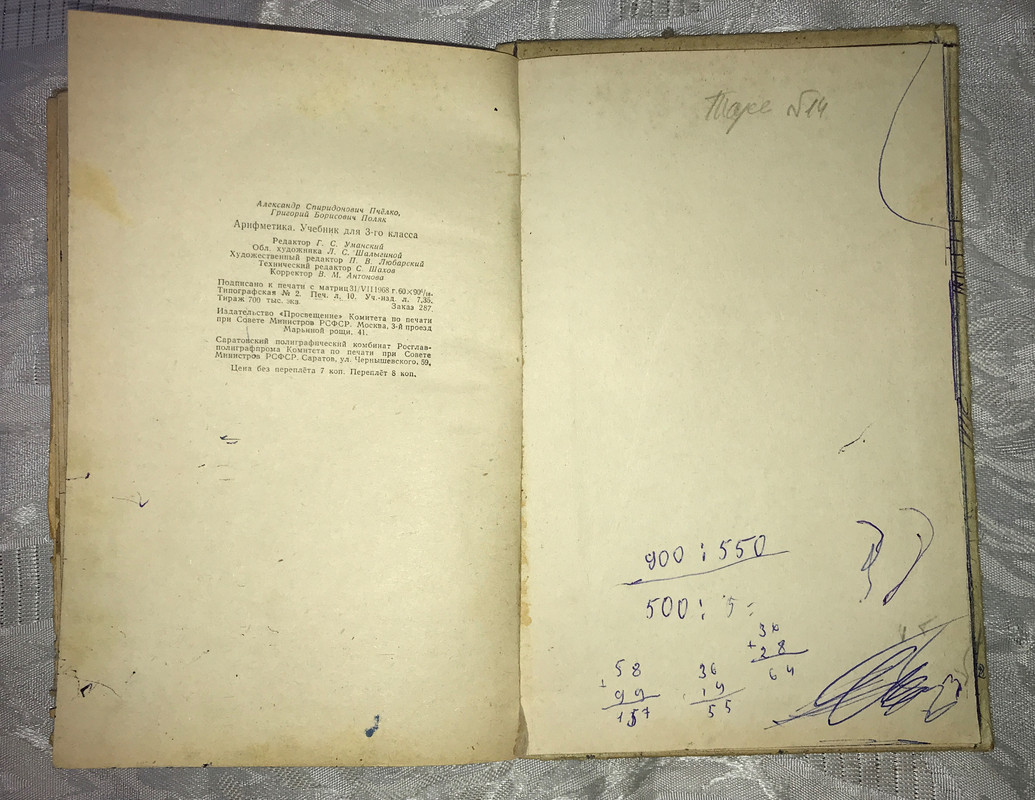 Александр Спиридонович Пчёлко,
Григорий Борисович Поляк
Арифметика. Учебник для 3-го класса
Редактор Г. С. Уманский
Обл. художника Л. С. Шалыгиной
Художественный редактор П. В. Любарский
Технический редактор С. Шахов
Корректор В. М. Антонова
Подписано к печати с матриц 31/VII 1968 г. 60×90¹/₁₆.
Типографская № 2. Печ. л. 10. Уч.-изд. л. 7,35.
Тираж 700 тыс. экз. Заказ 287.
Издательство «Просвещение» Комитета по печати
при Совете Министров РСФСР. Москва, 3-й проезд
Марьиной рощи, 41.
Саратовский полиграфический комбинат Росглав-
полиграфпрома Комитета по печати при Совете
Министров РСФСР. Саратов, ул. Чернышевского, 59.
Цена без переплёта 7 коп. Переплёт 8 коп.
№14
900 : 550
500 : 5
36
+ 28
64
58
+ 99
157
36
19
55